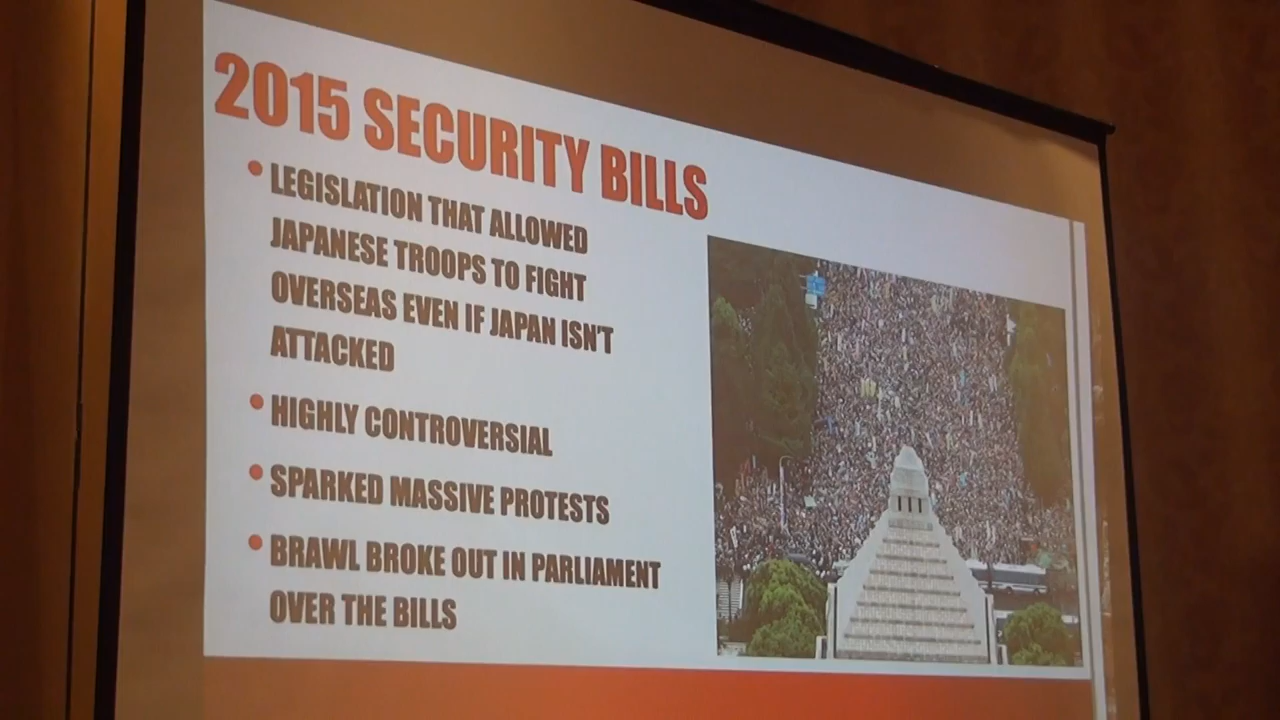 2015 SECURITY BILLS
• LEGISLATION THAT ALLOWED
JAPANESE TROOPS TO FIGHT
OVERSEAS EVEN IF JAPAN ISN'T
ATTACKED
• HIGHLY CONTROVERSIAL
• SPARKED MASSIVE PROTESTS
• BRAWL BROKE OUT IN PARLIAMENT
OVER THE BILLS